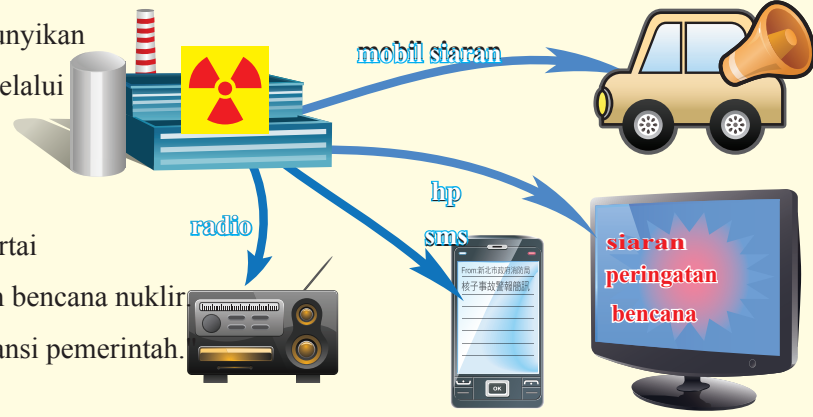 unyikan
elalui
rtai
n bencana nuklir.
ansi pemerintah."
mobil siaran
radio
hp
sms
From:新北市政府消防局
核子事故警報簡訊
OK
siaran
peringatan
bencana